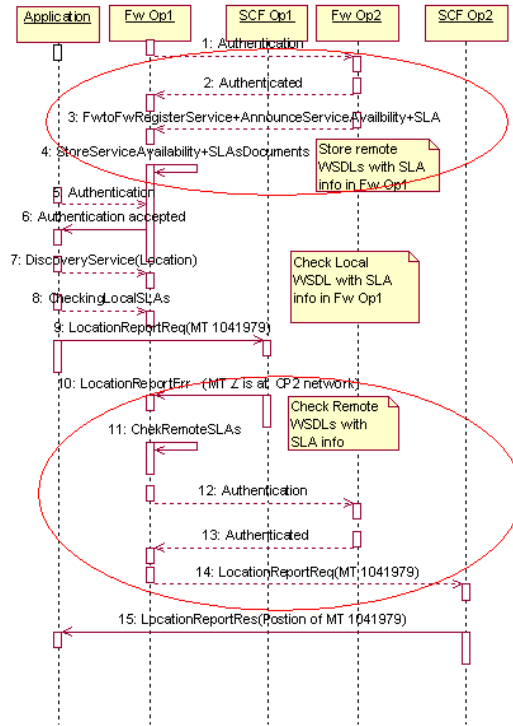 Application
Fw Op1
SCF Op1
Fw Op2
SCF Op2
1: Authentication
2: Authenticated
3: FwtoFwRegisterService+AnnounceServiceAvailbility+SLA
4: StoreServiceAvailability+SLAsDocuments
Store remote
WSDLs with SLA
info in Fw Op1
5: Authentication
6: Authentication accepted
7: DiscoveryService(Location)
Check Local
WSDL with SLA
info in Fw Op1
8: CheckingLocalSLAs
9: LocationReportReq(MT 1041979)
10: LocationReportErr (MT Z is at CP2 network)
Check Remote
WSDLs with
SLA info
11: ChekRemoteSLAs
12: Authentication
13: Authenticated
14: LocationReportReq(MT 1041979)
15: LocationReportRes(Postion of MT 1041979)